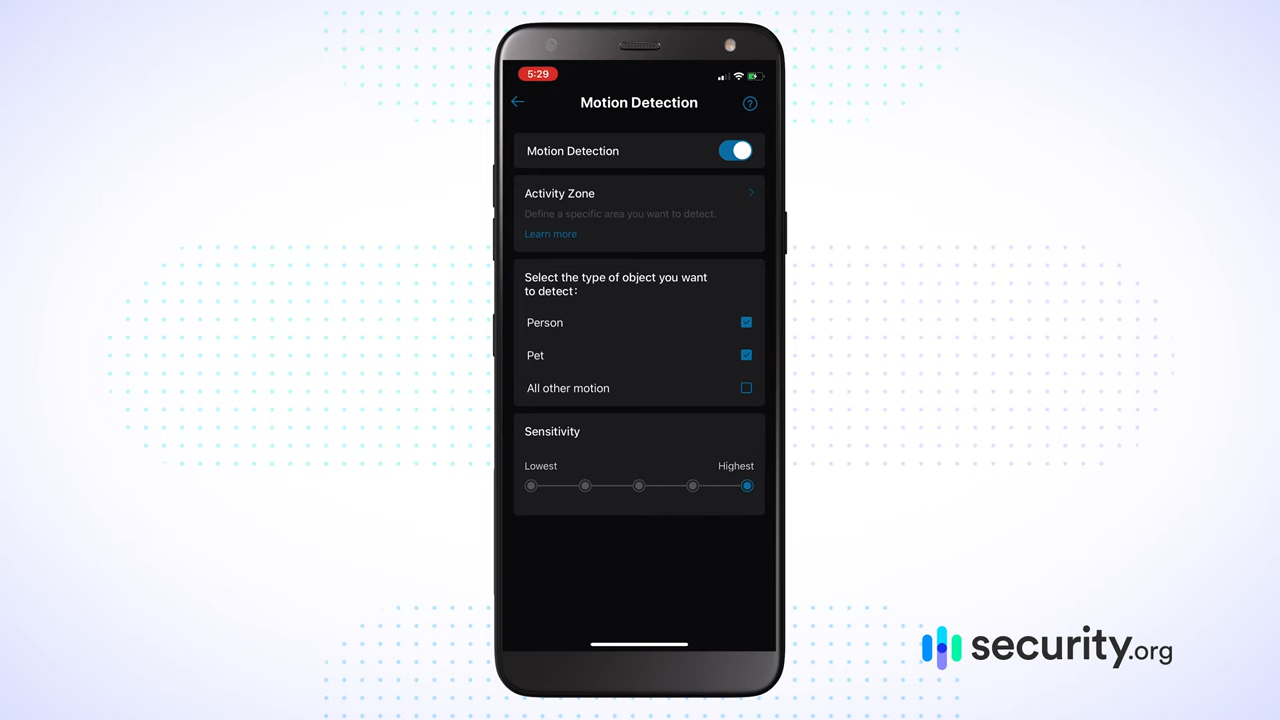 5:29
Motion Detection
?
Motion Detection
Activity Zone
Define a specific area you want to detect.
Learn more
Select the type of object you want
to detect:
Person
Pet
All other motion
Sensitivity
Lowest Highest
security.org